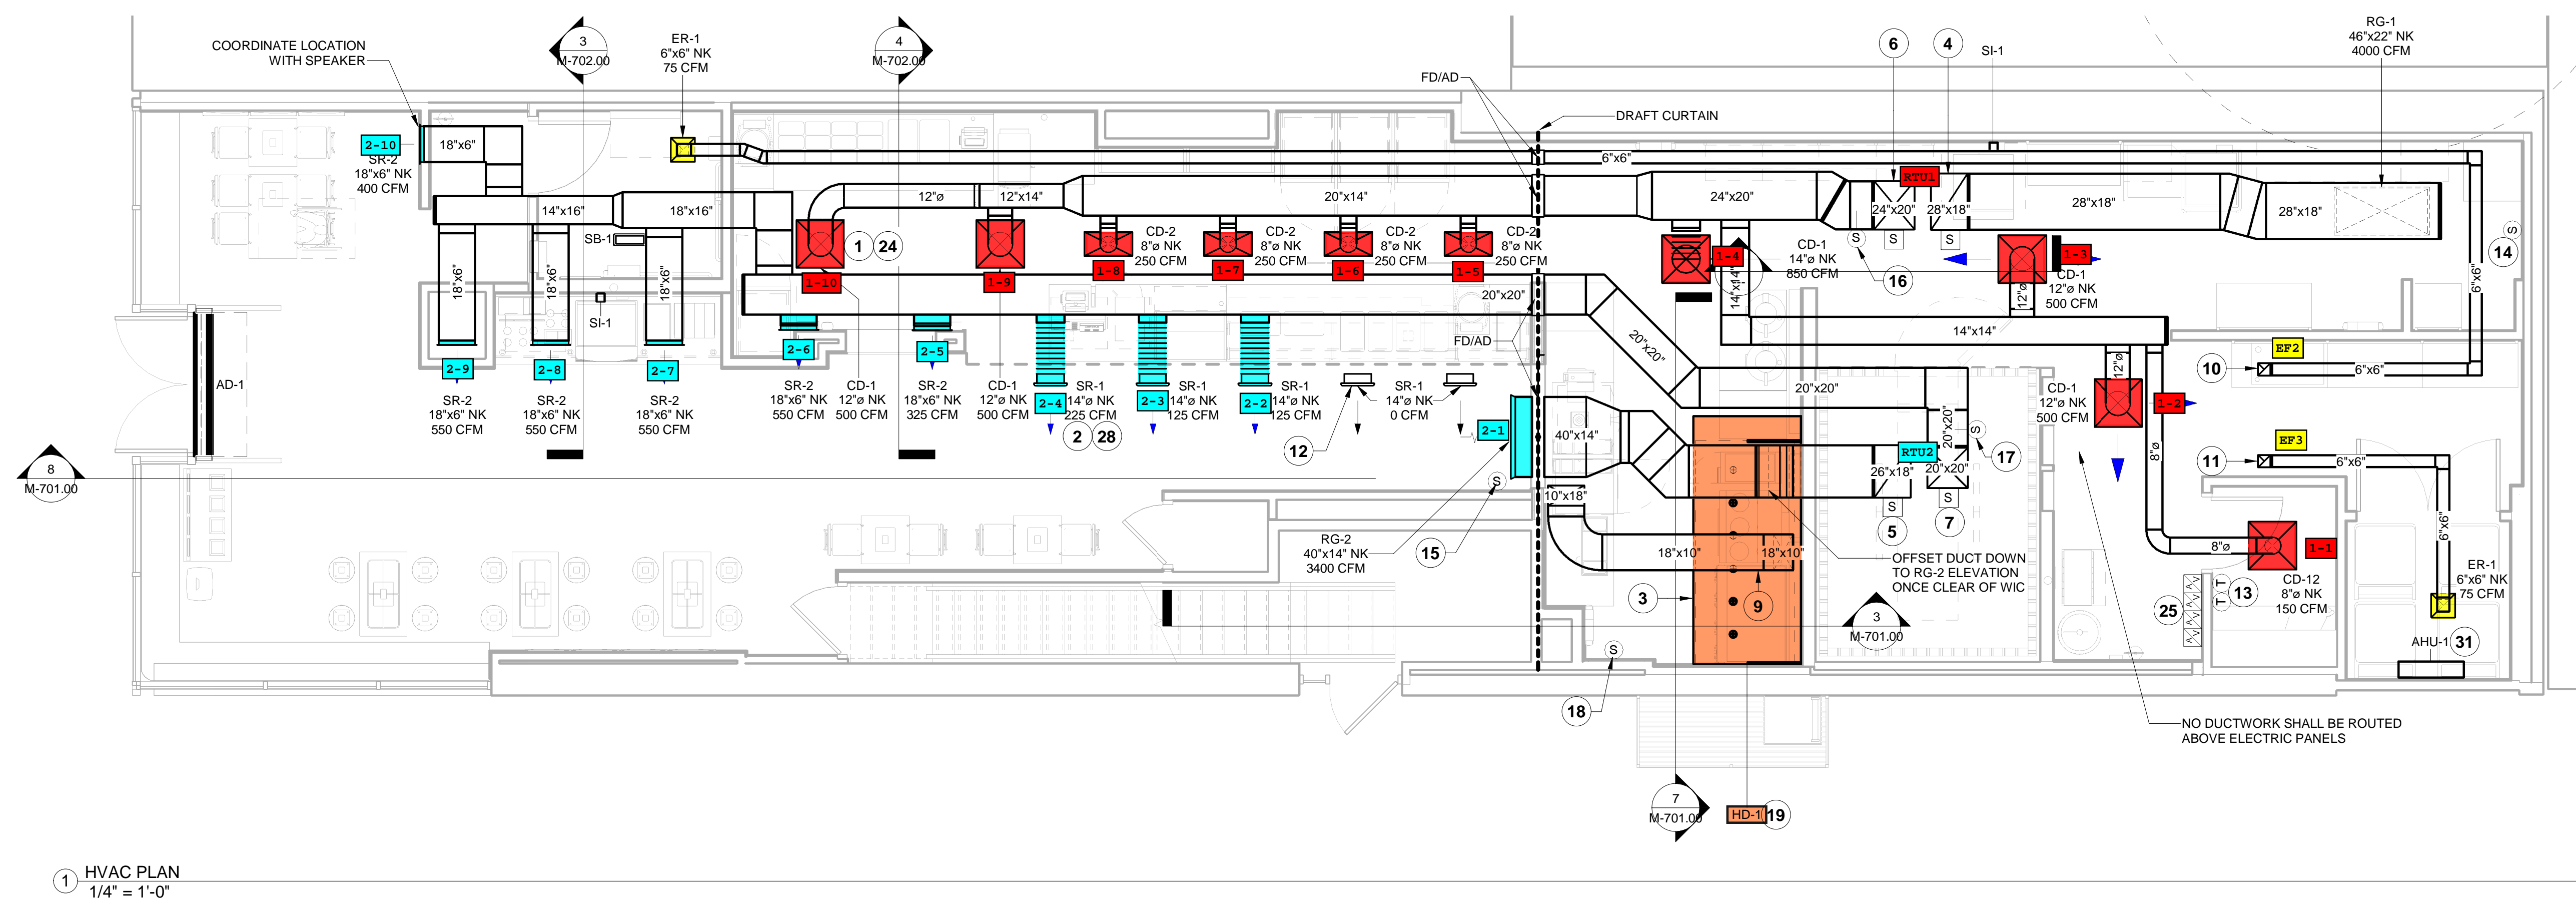 COORDINATE LOCATION
WITH SPEAKER
3
M-702.00
ER-1
6"x6" NK
75 CFM
4
M-702.00
FD/AD
DRAFT CURTAIN
6
4
SI-1
RG-1
46"x22" NK
4000 CFM
2-10
SR-2
18"x6" NK
400 CFM
18"x6"
6"x6"
RTU1
14"x16"
18"x16"
12"ø
12"x14"
20"x14"
24"x20"
24"x20"
28"x18"
28"x18"
28"x18"
SB-1
1
24
CD-2
8"ø NK
250 CFM
CD-2
8"ø NK
250 CFM
CD-2
8"ø NK
250 CFM
CD-2
8"ø NK
250 CFM
S
S
S
S
14
1-10
1-9
1-8
1-7
1-6
1-5
1-4
CD-1
14"ø NK
850 CFM
16
1-3
CD-1
12"ø NK
500 CFM
18"x6"
18"x6"
18"x6"
SI-1
20"x20"
14"x14"
12"ø
6"x6"
14"x14"
FD/AD
20"x20"
2-9
2-8
2-7
2-6
2-5
2-4
2-3
2-2
AD-1
SR-2
18"x6" NK
550 CFM
SR-2
18"x6" NK
550 CFM
SR-2
18"x6" NK
550 CFM
SR-2
18"x6" NK
550 CFM
CD-1
12"ø NK
500 CFM
SR-2
18"x6" NK
325 CFM
CD-1
12"ø NK
500 CFM
SR-1
14"ø NK
225 CFM
SR-1
14"ø NK
125 CFM
SR-1
14"ø NK
125 CFM
SR-1
14"ø NK
0 CFM
2
28
12
2-1
20"x20"
20"x20"
CD-1
12"ø NK
500 CFM
12"ø
1-2
EF2
10
6"x6"
EF3
11
6"x6"
8
M-701.00
40"x14"
RTU2
S
17
26"x18"
20"x20"
8"ø
6"x6"
S
S
S
5
7
10"x18"
15
RG-2
40"x14" NK
3400 CFM
18"x10"
18"x10"
OFFSET DUCT DOWN
TO RG-2 ELEVATION
ONCE CLEAR OF WIC
8"ø
1-1
CD-12
8"ø NK
150 CFM
ER-1
6"x6" NK
75 CFM
3
9
3
M-701.00
25
A
V
A
V
A
V
A
V
A
V
T
T
13
AHU-1
31
S
18
NO DUCTWORK SHALL BE ROUTED
ABOVE ELECTRIC PANELS
7
M-701.00
HD-1
19
1
HVAC PLAN
1/4" = 1'-0"